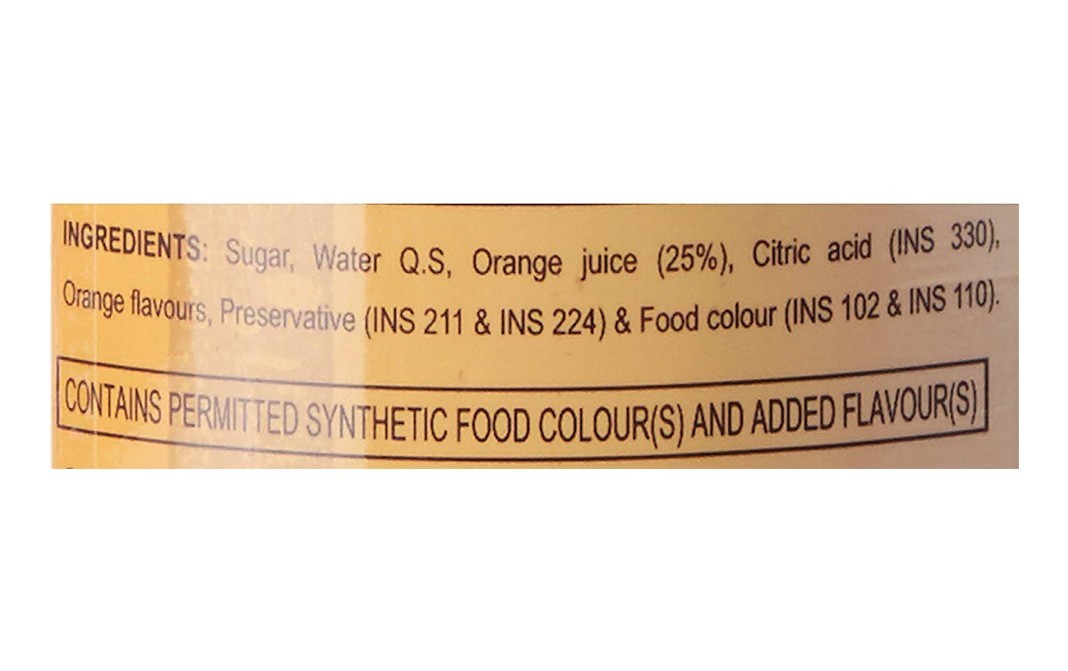 INGREDIENTS: Sugar, Water Q.S, Orange juice (25%), Citric acid (INS 330),
Orange flavours, Preservative (INS 211 & INS 224) & Food colour (INS 102 & INS 110).
CONTAINS PERMITTED SYNTHETIC FOOD COLOUR(S) AND ADDED FLAVOUR(S)